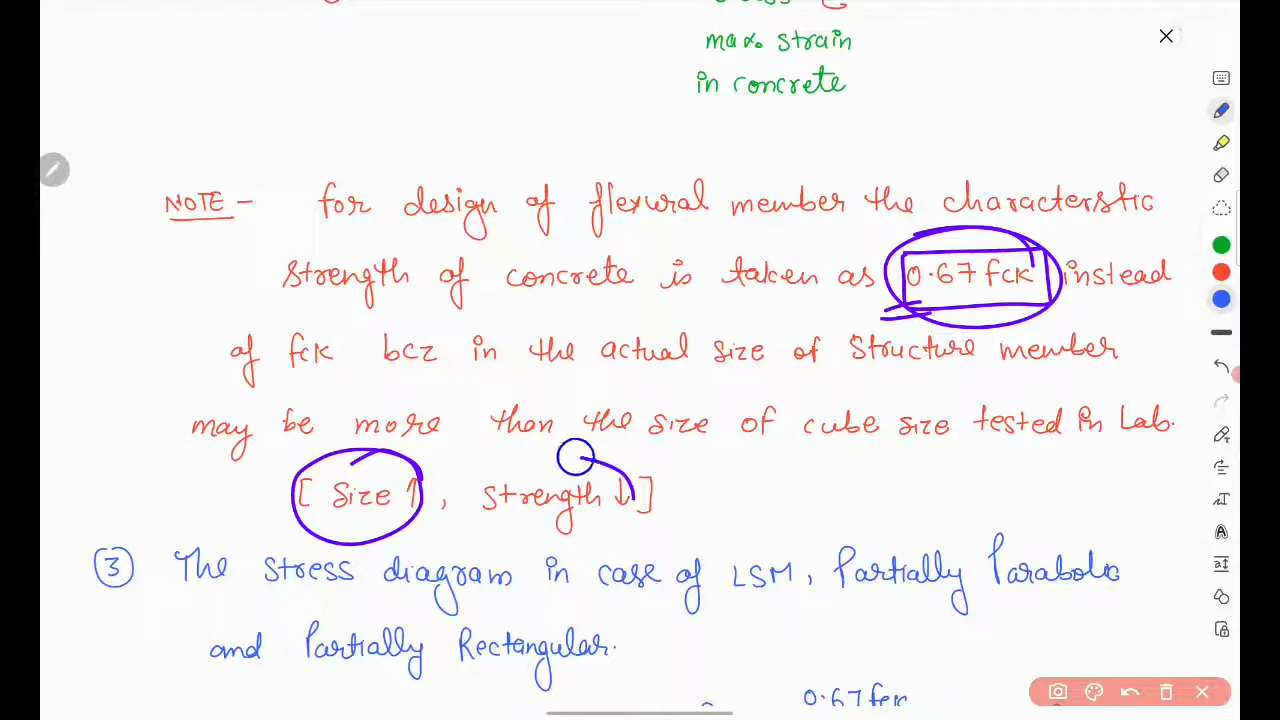 max. strain
in concrete
NOTE - for design of flexural member the characterstic
strength of concrete is taken as 0.67 fck instead
of fck bcz in the actual size of structure member
may be more than the size of cube size tested in Lab.
[ Size ↑ , Strength ↓ ]
③ The stress diagram in case of LSM, Partially Parabolic
and Partially Rectangular.
0.67 fck